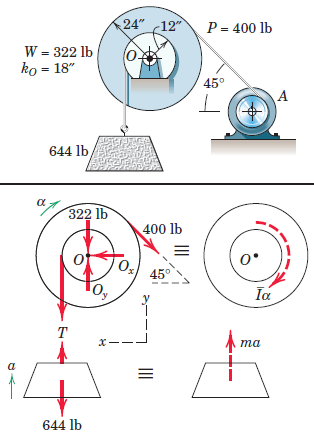 24″ 12″ P = 400 lb
W = 322 lb
k_O = 18″
O
45°
A
644 lb
α
322 lb
400 lb
≡
O
O_x
45°
O
O_y
y
Īα
T
x
ma
a
≡
644 lb